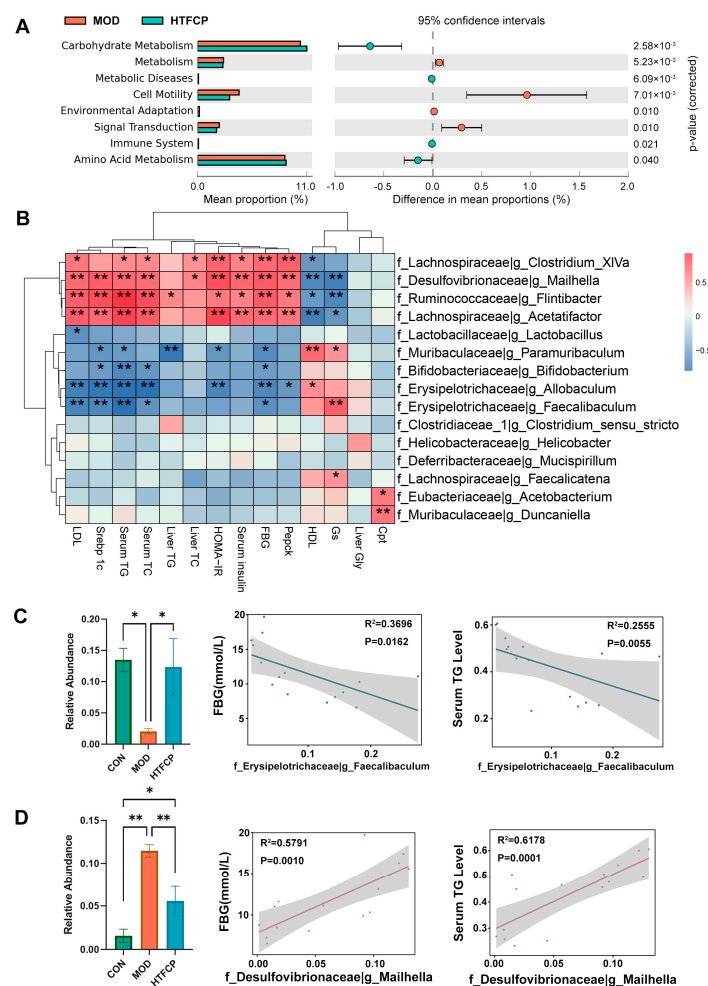 A
MOD
HTFCP
95% confidence intervals
Carbohydrate Metabolism
2.58×10⁻³
Metabolism
5.23×10⁻³
Metabolic Diseases
6.09×10⁻³
Cell Motility
7.01×10⁻³
Environmental Adaptation
0.010
Signal Transduction
0.010
Immune System
0.021
Amino Acid Metabolism
0.040
p-value (corrected)
0.0 11.0
Mean proportion (%)
-1.0 -0.5 0.0 0.5 1.0 1.5 2.0
Difference in mean proportions (%)
B
* * * * ** * ** ** * f_Lachnospiraceae|g_Clostridium_XIVa
** ** ** ** * ** ** ** ** ** ** f_Desulfovibrionaceae|g_Mailhella
** ** ** ** * * * ** * * ** f_Ruminococcaceae|g_Flintibacter
** ** ** ** ** ** ** ** ** * f_Lachnospiraceae|g_Acetatifactor
* f_Lactobacillaceae|g_Lactobacillus
* * ** * * ** * f_Muribaculaceae|g_Paramuribaculum
* ** * * f_Bifidobacteriaceae|g_Bifidobacterium
** ** ** ** ** ** * * f_Erysipelotrichaceae|g_Allobaculum
** ** ** * * ** f_Erysipelotrichaceae|g_Faecalibaculum
f_Clostridiaceae_1|g_Clostridium_sensu_stricto
f_Helicobacteraceae|g_Helicobacter
f_Deferribacteraceae|g_Mucispirillum
* f_Lachnospiraceae|g_Faecalicatena
* f_Eubacteriaceae|g_Acetobacterium
** f_Muribaculaceae|g_Duncaniella
0.5
0
−0.5
LDL
Srebp 1c
Serum TG
Serum TC
Liver TG
Liver TC
HOMA−IR
Serum insulin
FBG
Pepck
HDL
Gs
Liver Gly
Cpt
C
Relative Abundance
0.20
0.15
0.10
0.05
0.00
* *
CON
MOD
HTFCP
FBG(mmol/L)
20
15
10
5
R²=0.3696
P=0.0162
0.1 0.2
f_Erysipelotrichaceae|g_Faecalibaculum
Serum TG Level
0.6
0.4
0.2
R²=0.2555
P=0.0055
0.1 0.2
f_Erysipelotrichaceae|g_Faecalibaculum
D
Relative Abundance
0.15
0.10
0.05
0.00
*
** **
CON
MOD
HTFCP
FBG(mmol/L)
20
15
10
R²=0.5791
P=0.0010
0.00 0.05 0.10
f_Desulfovibrionaceae|g_Mailhella
Serum TG Level
0.6
0.5
0.4
0.3
R²=0.6178
P=0.0001
0.00 0.05 0.10
f_Desulfovibrionaceae|g_Mailhella